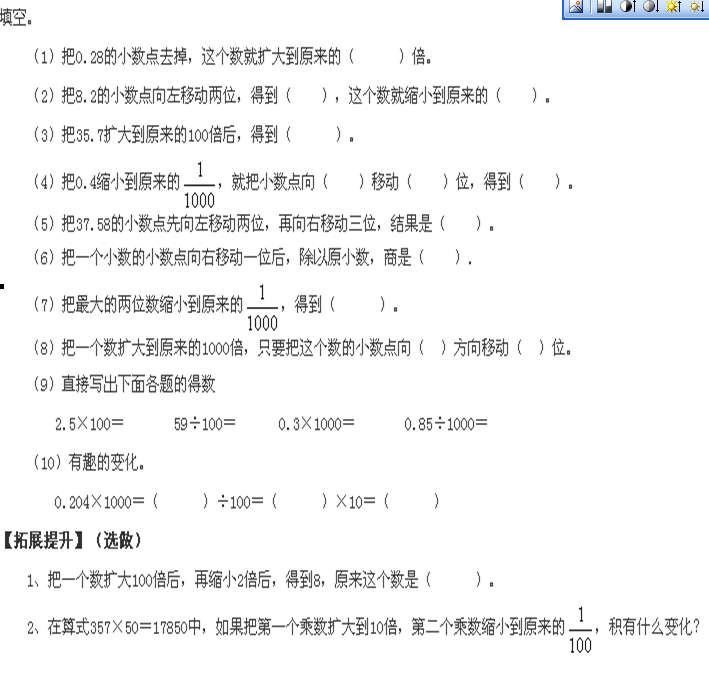 填空。
（1）把0.28的小数点去掉，这个数就扩大到原来的（　　）倍。
（2）把8.2的小数点向左移动两位，得到（　　），这个数就缩小到原来的（　　）。
（3）把35.7扩大到原来的100倍后，得到（　　）。
（4）把0.4缩小到原来的1/1000，就把小数点向（　　）移动（　　）位，得到（　　）。
（5）把37.58的小数点先向左移动两位，再向右移动三位，结果是（　　）。
（6）把一个小数的小数点向右移动一位后，除以原小数，商是（　　）.
（7）把最大的两位数缩小到原来的1/1000，得到（　　）。
（8）把一个数扩大到原来的1000倍，只要把这个数的小数点向（　）方向移动（　）位。
（9）直接写出下面各题的得数
2.5×100＝　　59÷100＝　　0.3×1000＝　　0.85÷1000＝
（10）有趣的变化。
0.204×1000＝（　　）÷100＝（　　）×10＝（　　）
【拓展提升】（选做）
1、把一个数扩大100倍后，再缩小2倍后，得到8，原来这个数是（　　）。
2、在算式357×50＝17850中，如果把第一个乘数扩大到10倍，第二个乘数缩小到原来的1/100，积有什么变化？